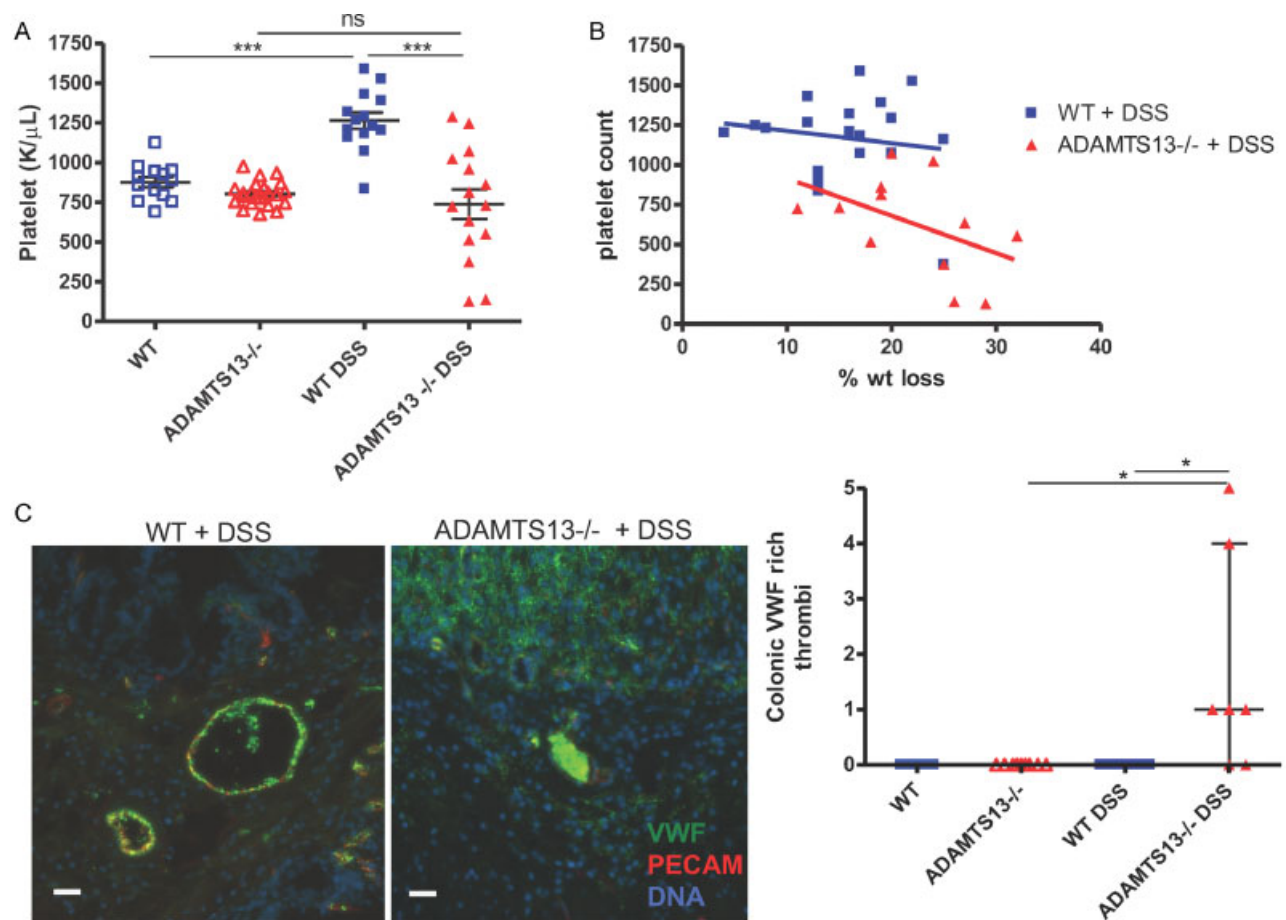 A
ns
***
***
Platelet (K/μL)
1750
1500
1250
1000
750
500
250
0
WT
ADAMTS13-/-
WT DSS
ADAMTS13 -/- DSS
B
platelet count
1750
1500
1250
1000
750
500
250
0
0
10
20
30
40
% wt loss
WT + DSS
ADAMTS13-/- + DSS
C
WT + DSS
ADAMTS13-/- + DSS
VWF
PECAM
DNA
*
*
Colonic VWF rich
thrombi
5
4
3
2
1
0
WT
ADAMTS13-/-
WT DSS
ADAMTS13-/- DSS